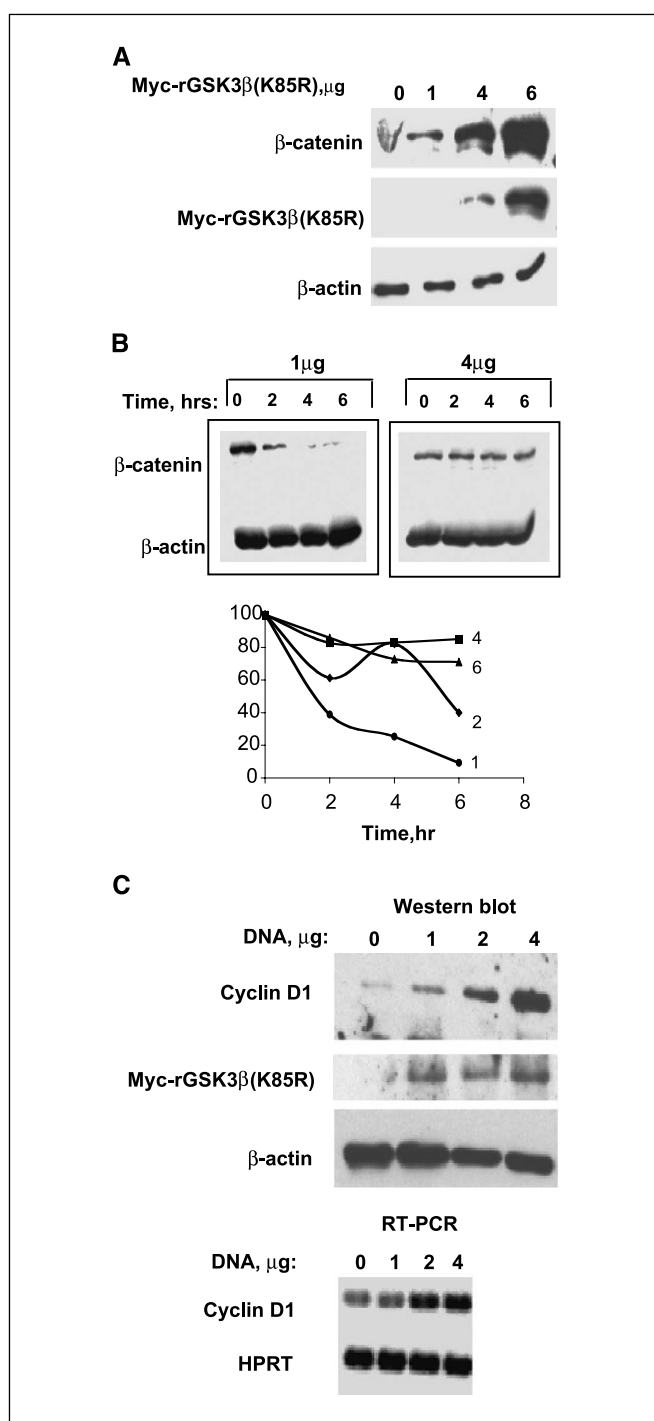 A
Myc-rGSK3β(K85R),μg 0 1 4 6
β-catenin
Myc-rGSK3β(K85R)
β-actin
B
1μg 4μg
Time, hrs: 0 2 4 6 0 2 4 6
β-catenin
β-actin
100
80
60
40
20
0
4
6
2
1
0 2 4 6 8
Time,hr
C
Western blot
DNA, μg: 0 1 2 4
Cyclin D1
Myc-rGSK3β(K85R)
β-actin
RT-PCR
DNA, μg: 0 1 2 4
Cyclin D1
HPRT